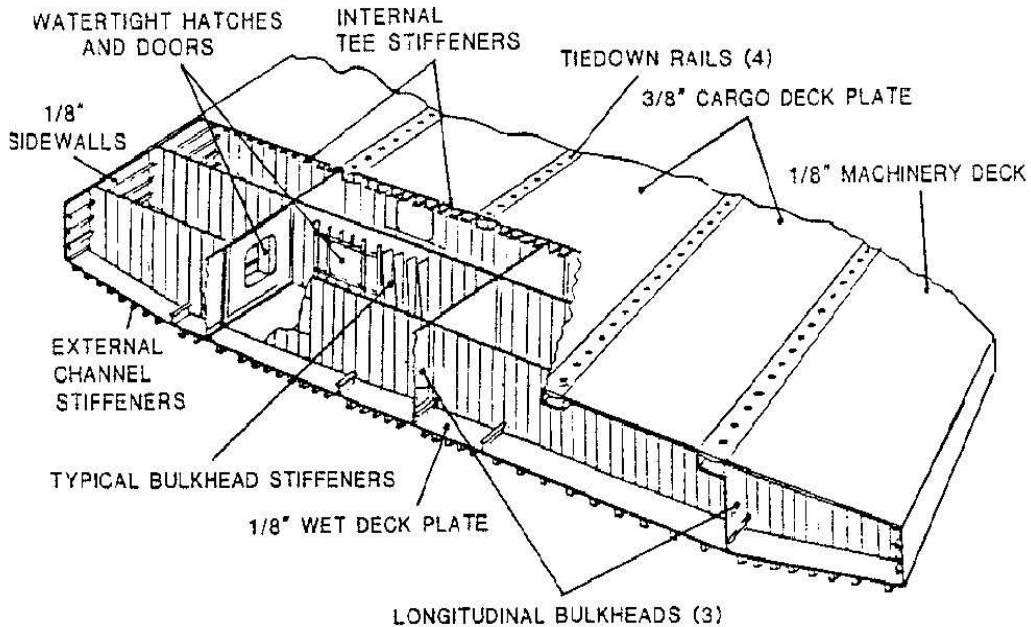 WATERTIGHT HATCHES
AND DOORS
INTERNAL
TEE STIFFENERS
TIEDOWN RAILS (4)
3/8" CARGO DECK PLATE
1/8"
SIDEWALLS
1/8" MACHINERY DECK
EXTERNAL
CHANNEL
STIFFENERS
TYPICAL BULKHEAD STIFFENERS
1/8" WET DECK PLATE
LONGITUDINAL BULKHEADS (3)